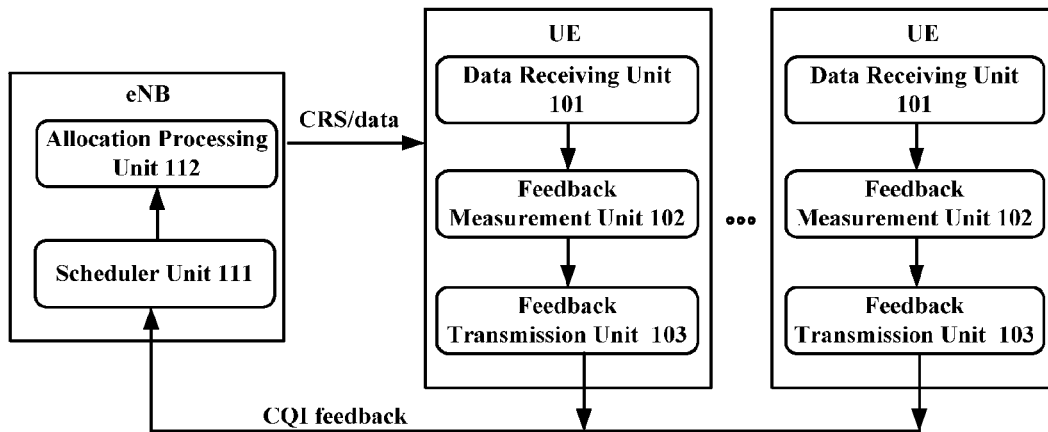 eNB
Allocation Processing
Unit 112
Scheduler Unit 111
CRS/data
UE
Data Receiving Unit
101
Feedback
Measurement Unit 102
Feedback
Transmission Unit 103
UE
Data Receiving Unit
101
Feedback
Measurement Unit 102
Feedback
Transmission Unit 103
CQI feedback